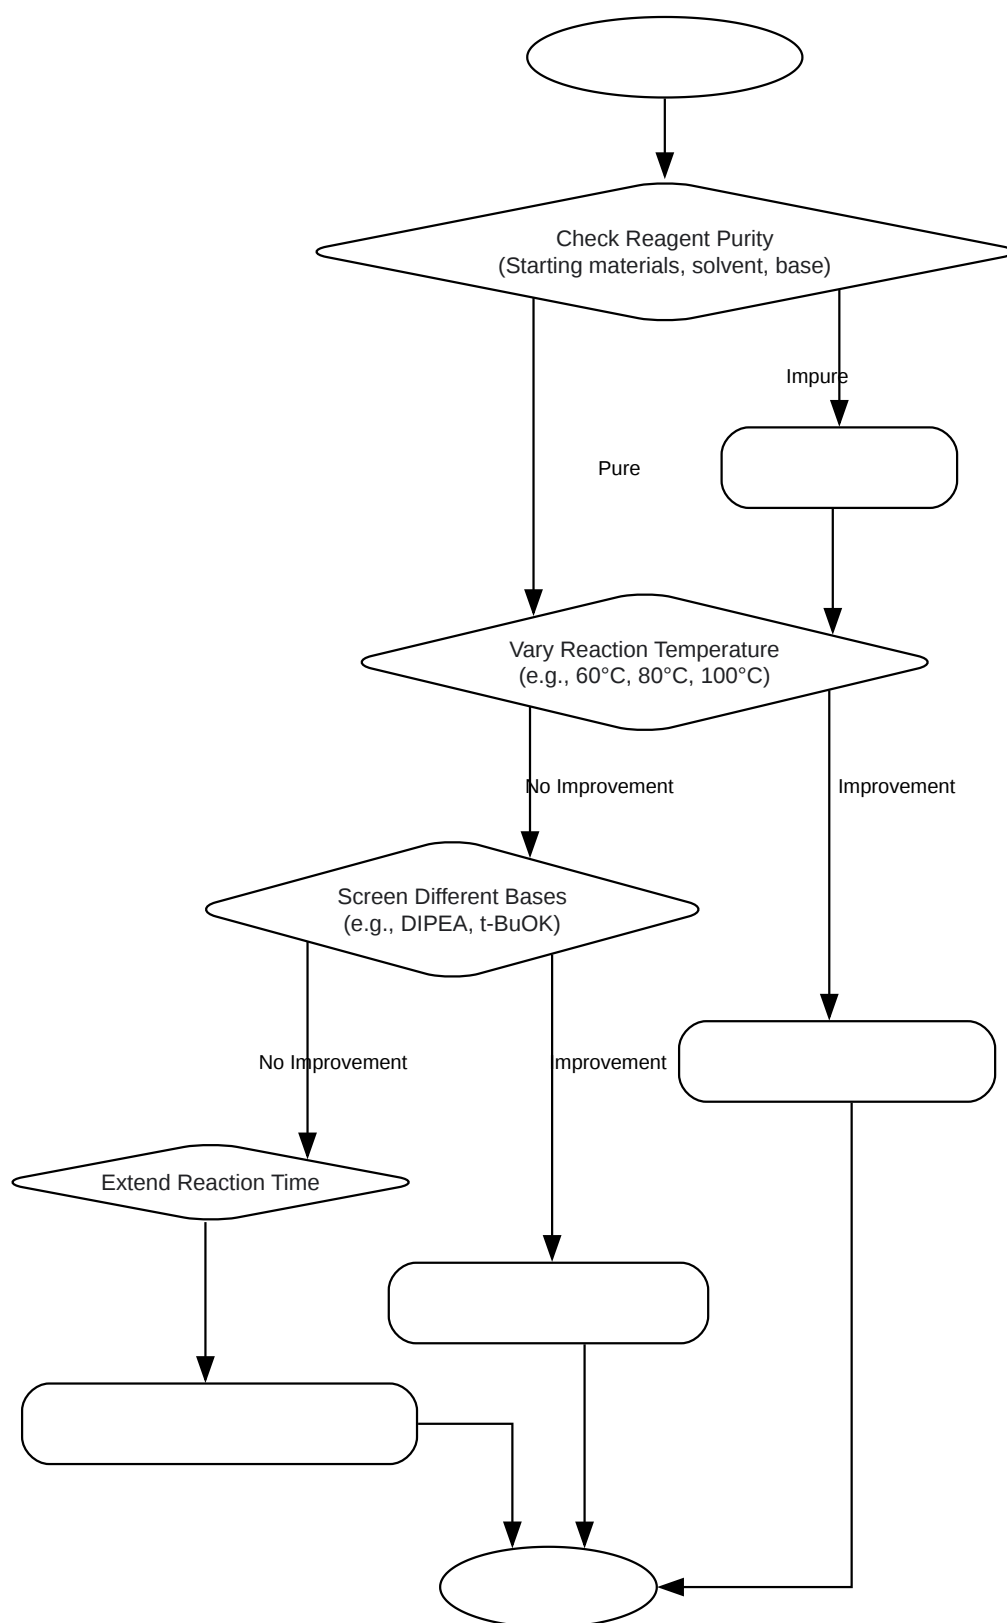 Check Reagent Purity
(Starting materials, solvent, base)
Impure
Pure
Vary Reaction Temperature
(e.g., 60°C, 80°C, 100°C)
No Improvement
Improvement
Screen Different Bases
(e.g., DIPEA, t-BuOK)
No Improvement
Improvement
Extend Reaction Time